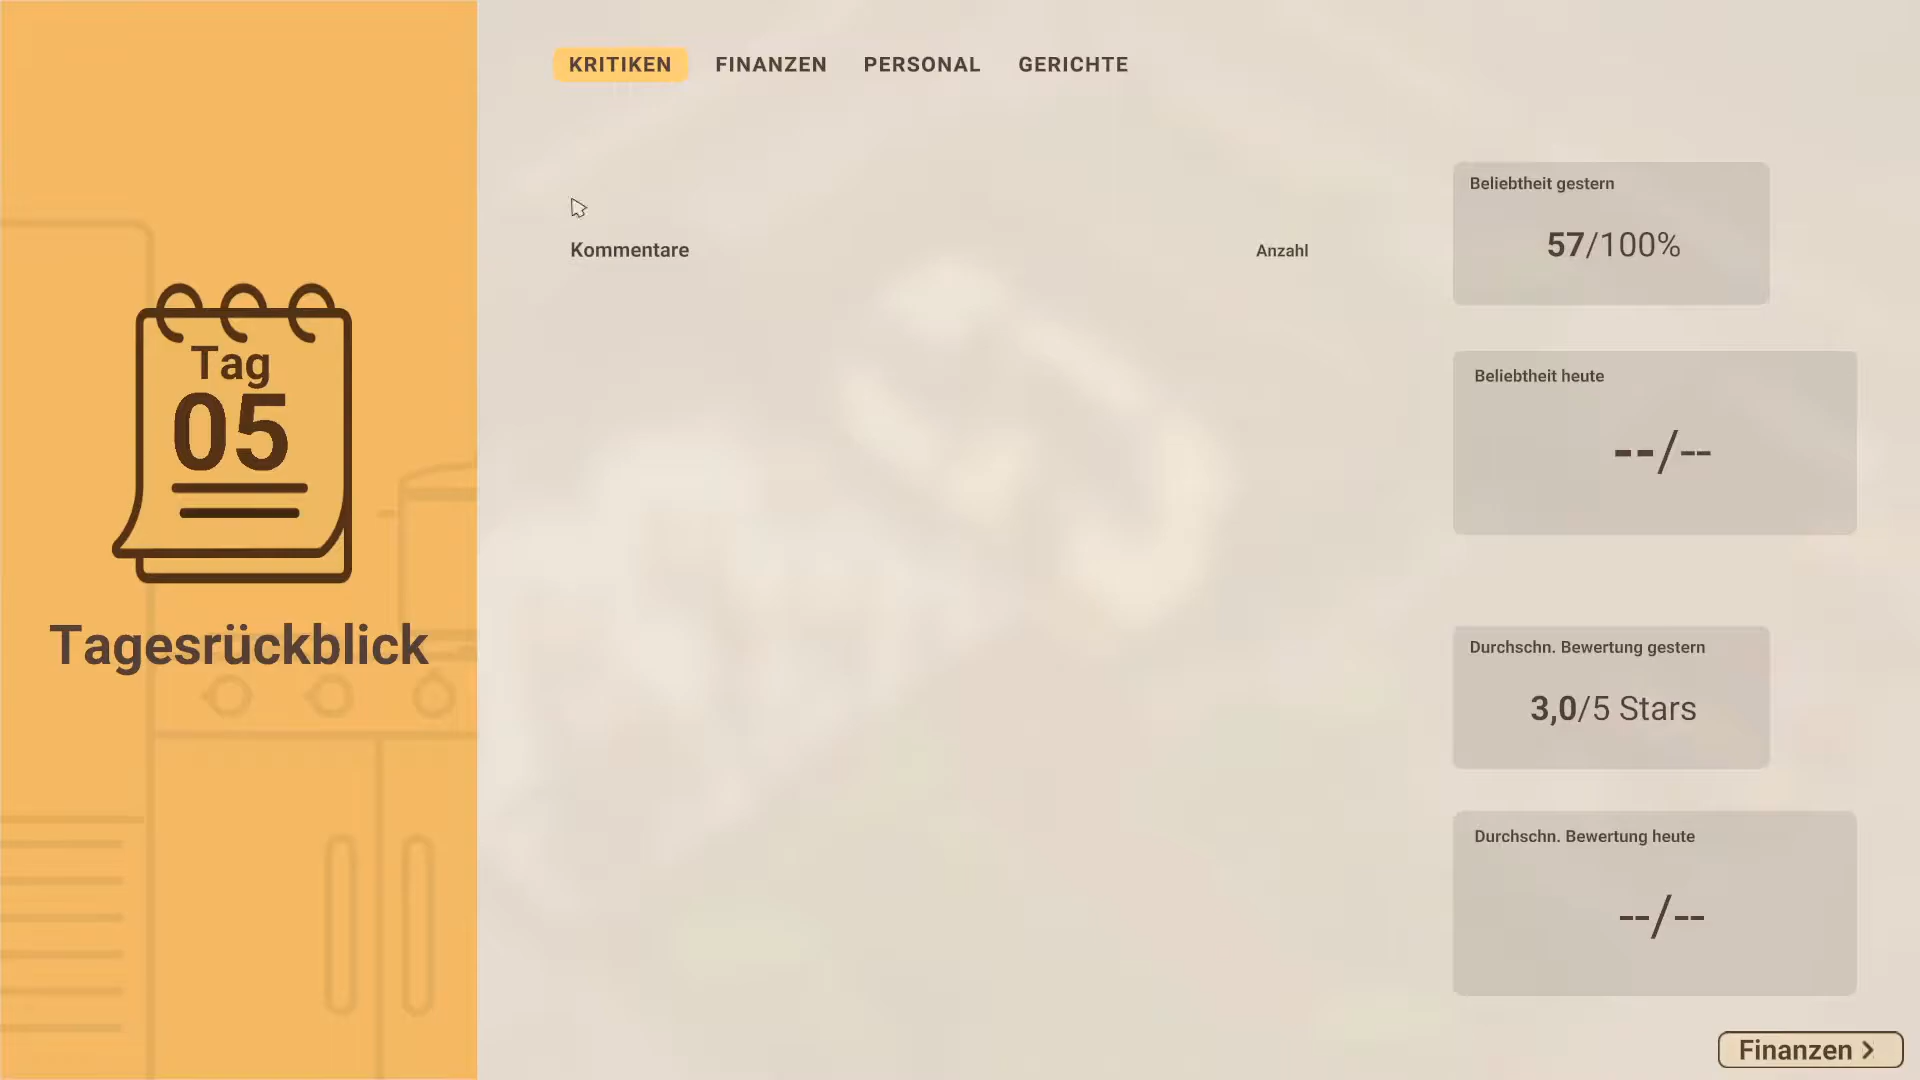 KRITIKEN FINANZEN PERSONAL GERICHTE
Tag
05
Tagesrückblick
Kommentare Anzahl
Beliebtheit gestern
57/100%
Beliebtheit heute
--/--
Durchschn. Bewertung gestern
3,0/5 Stars
Durchschn. Bewertung heute
--/--
Finanzen >